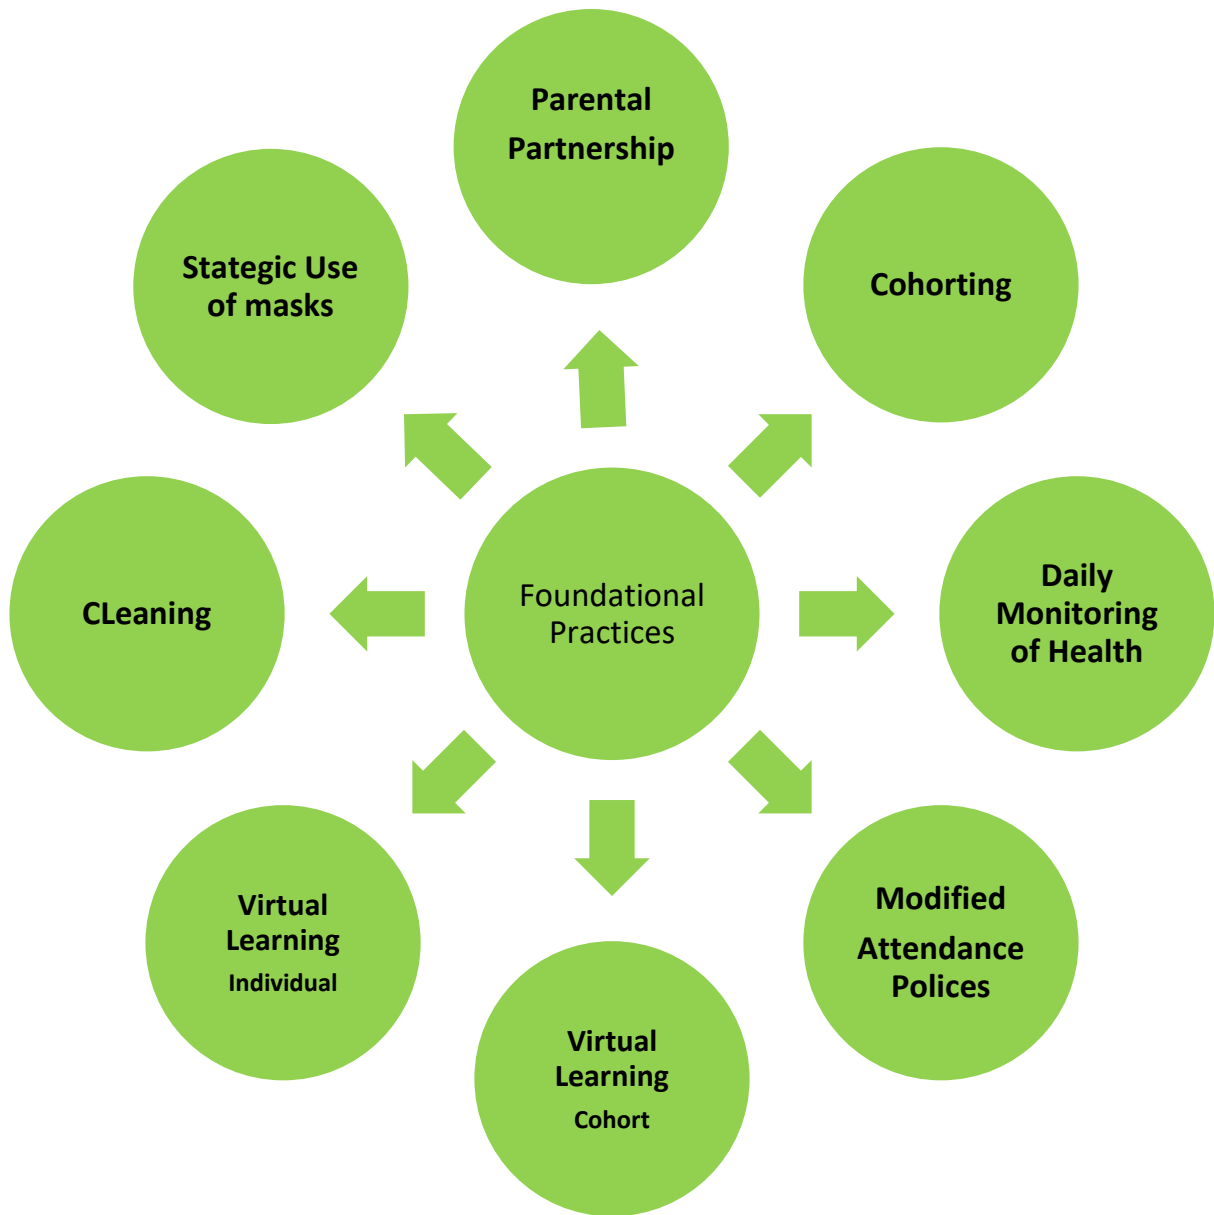 Parental
Partnership
Cohorting
Daily
Monitoring
of Health
Modified
Attendance
Polices
Virtual
Learning
Cohort
Virtual
Learning
Individual
CLeaning
Stategic Use
of masks
Foundational
Practices